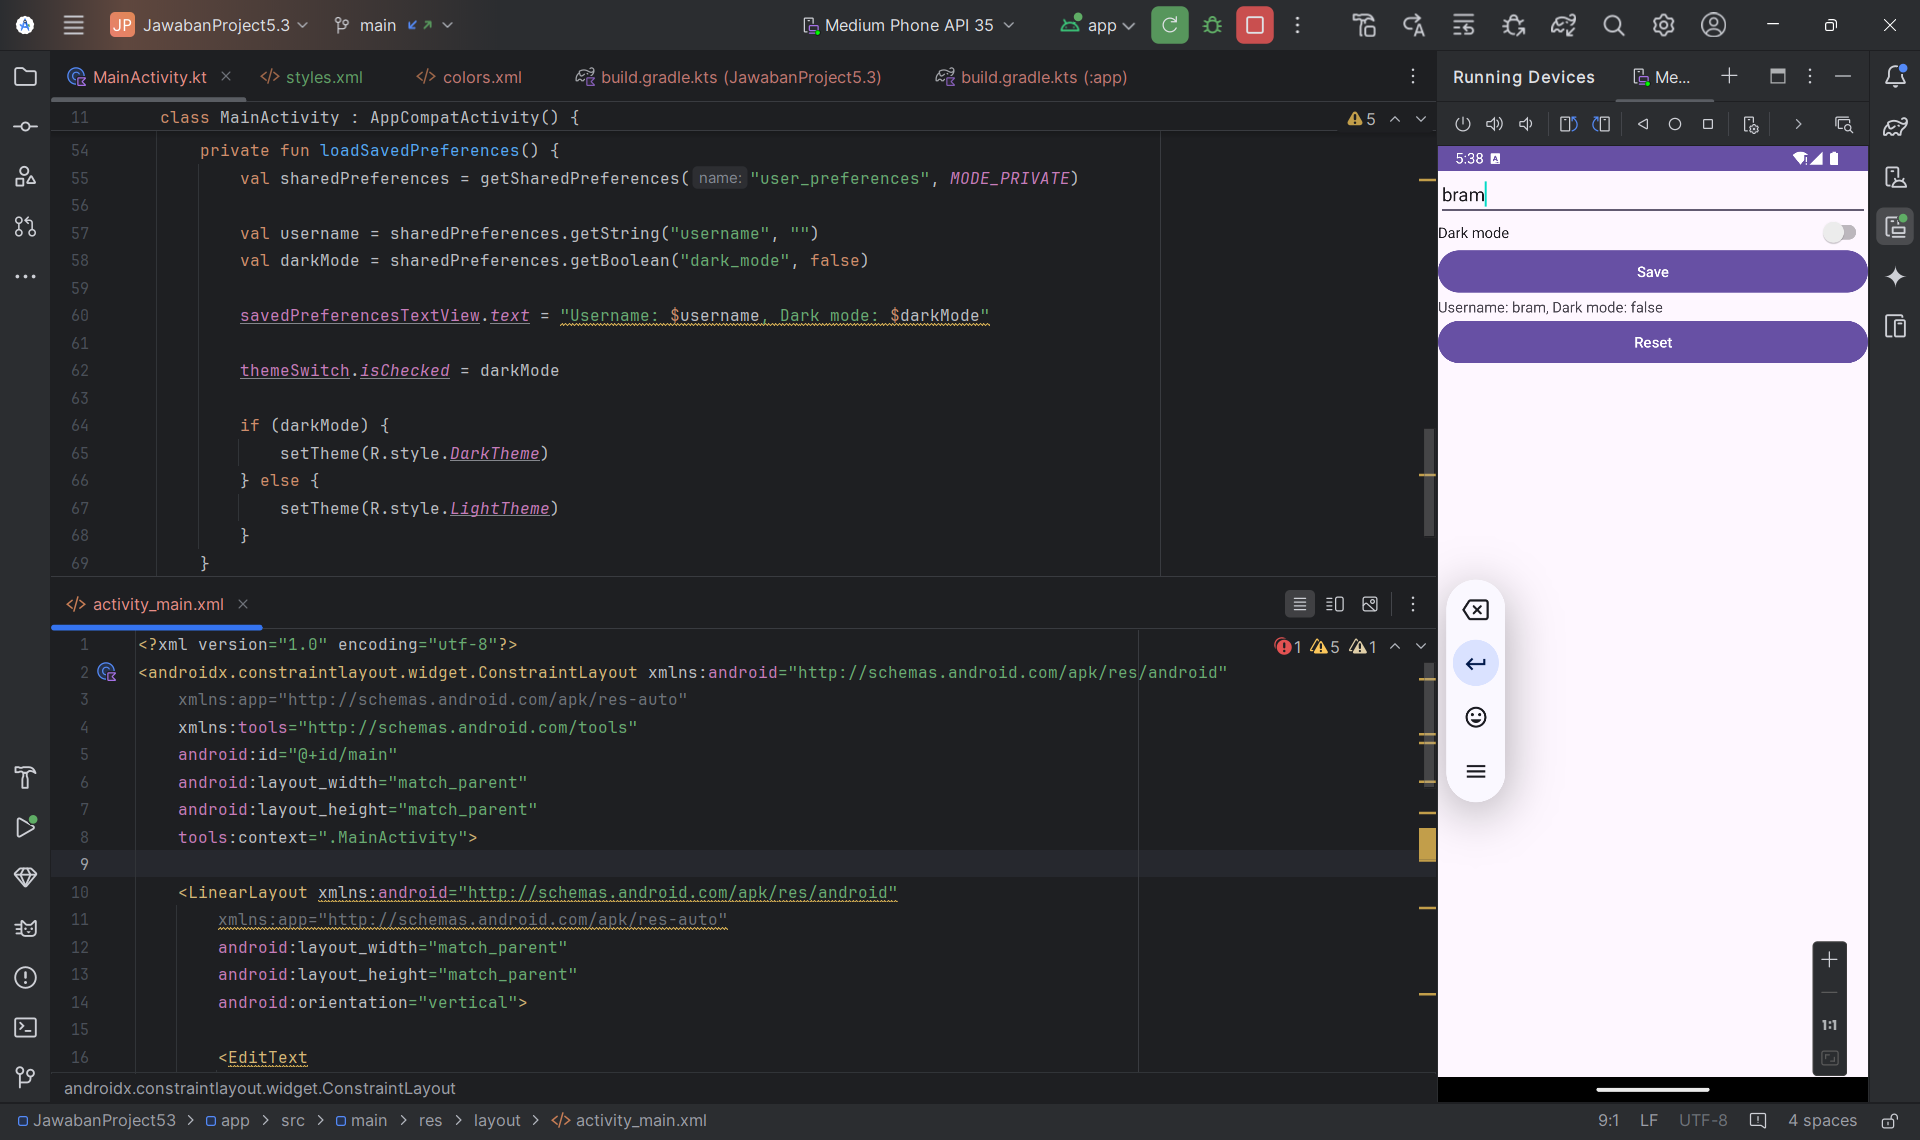 JP JawabanProject5.3 main Medium Phone API 35 app
MainActivity.kt styles.xml colors.xml build.gradle.kts (JawabanProject5.3) build.gradle.kts (:app)
11 class MainActivity : AppCompatActivity() { 5
54 private fun loadSavedPreferences() {
55 val sharedPreferences = getSharedPreferences( name: "user_preferences", MODE_PRIVATE)
56
57 val username = sharedPreferences.getString("username", "")
58 val darkMode = sharedPreferences.getBoolean("dark_mode", false)
59
60 savedPreferencesTextView.text = "Username: $username, Dark mode: $darkMode"
61
62 themeSwitch.isChecked = darkMode
63
64 if (darkMode) {
65 setTheme(R.style.DarkTheme)
66 } else {
67 setTheme(R.style.LightTheme)
68 }
69 }
activity_main.xml
1 5 1
1 <?xml version="1.0" encoding="utf-8"?>
2 <androidx.constraintlayout.widget.ConstraintLayout xmlns:android="http://schemas.android.com/apk/res/android"
3 xmlns:app="http://schemas.android.com/apk/res-auto"
4 xmlns:tools="http://schemas.android.com/tools"
5 android:id="@+id/main"
6 android:layout_width="match_parent"
7 android:layout_height="match_parent"
8 tools:context=".MainActivity">
9
10 <LinearLayout xmlns:android="http://schemas.android.com/apk/res/android"
11 xmlns:app="http://schemas.android.com/apk/res-auto"
12 android:layout_width="match_parent"
13 android:layout_height="match_parent"
14 android:orientation="vertical">
15
16 <EditText
androidx.constraintlayout.widget.ConstraintLayout
Running Devices Me...
5:38 A
bram
Dark mode
Save
Username: bram, Dark mode: false
Reset
1:1
JawabanProject53 > app > src > main > res > layout > activity_main.xml 9:1 LF UTF-8 4 spaces